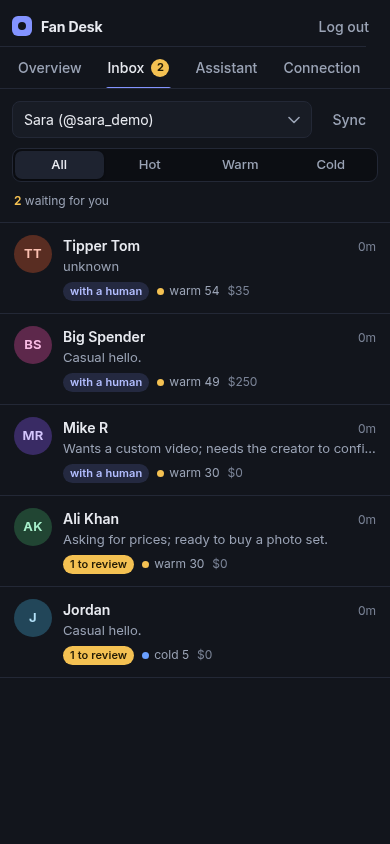 Fan Desk
Log out
Overview
Inbox 2
Assistant
Connection
Sara (@sara_demo)
Sync
All
Hot
Warm
Cold
2 waiting for you
TT
Tipper Tom
0m
unknown
with a human
warm 54
$35
BS
Big Spender
0m
Casual hello.
with a human
warm 49
$250
MR
Mike R
0m
Wants a custom video; needs the creator to confi...
with a human
warm 30
$0
AK
Ali Khan
0m
Asking for prices; ready to buy a photo set.
1 to review
warm 30
$0
J
Jordan
0m
Casual hello.
1 to review
cold 5
$0